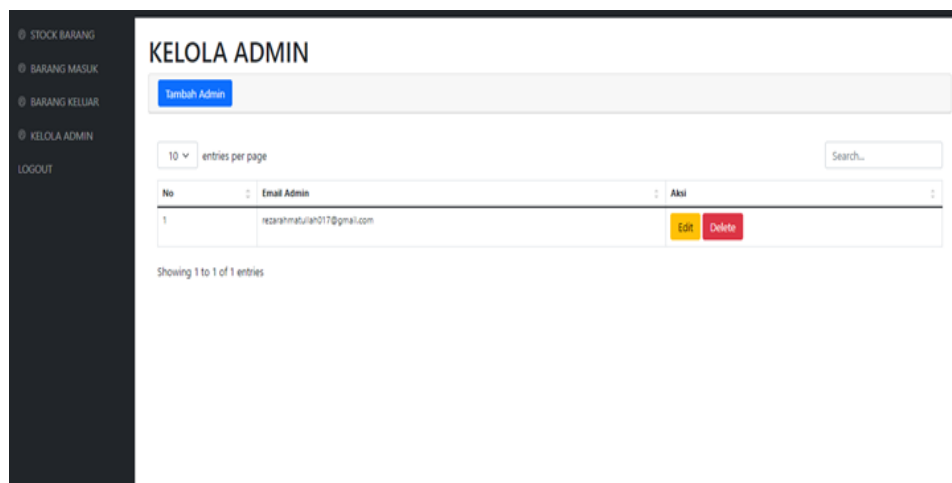 STOCK BARANG
BARANG MASUK
BARANG KELUAR
KELOLA ADMIN
LOGOUT
KELOLA ADMIN
Tambah Admin
10 entries per page
Search...
No Email Admin Aksi
1 rezarahmatullah017@gmail.com Edit Delete
Showing 1 to 1 of 1 entries